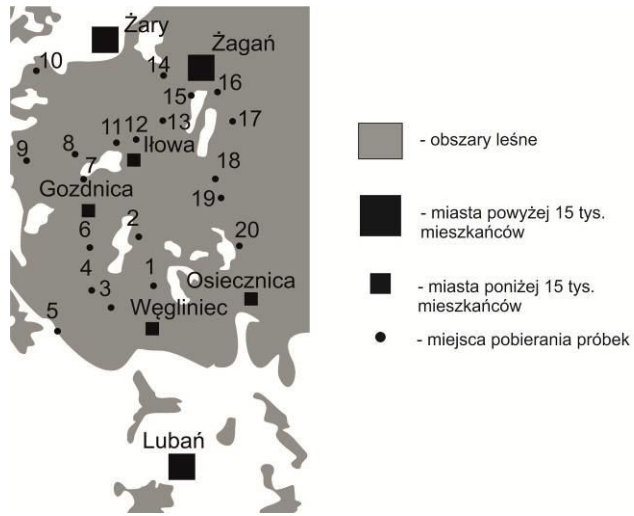 Żary
Żagań
10
14
16
15
17
13
11 12
8
Iłowa
9
7
18
Gozdnica
19
2
6
20
4
1
Osiecznica
3
5
Węgliniec
Lubań
- obszary leśne
- miasta powyżej 15 tys.
mieszkańców
- miasta poniżej 15 tys.
mieszkańców
- miejsca pobierania próbek